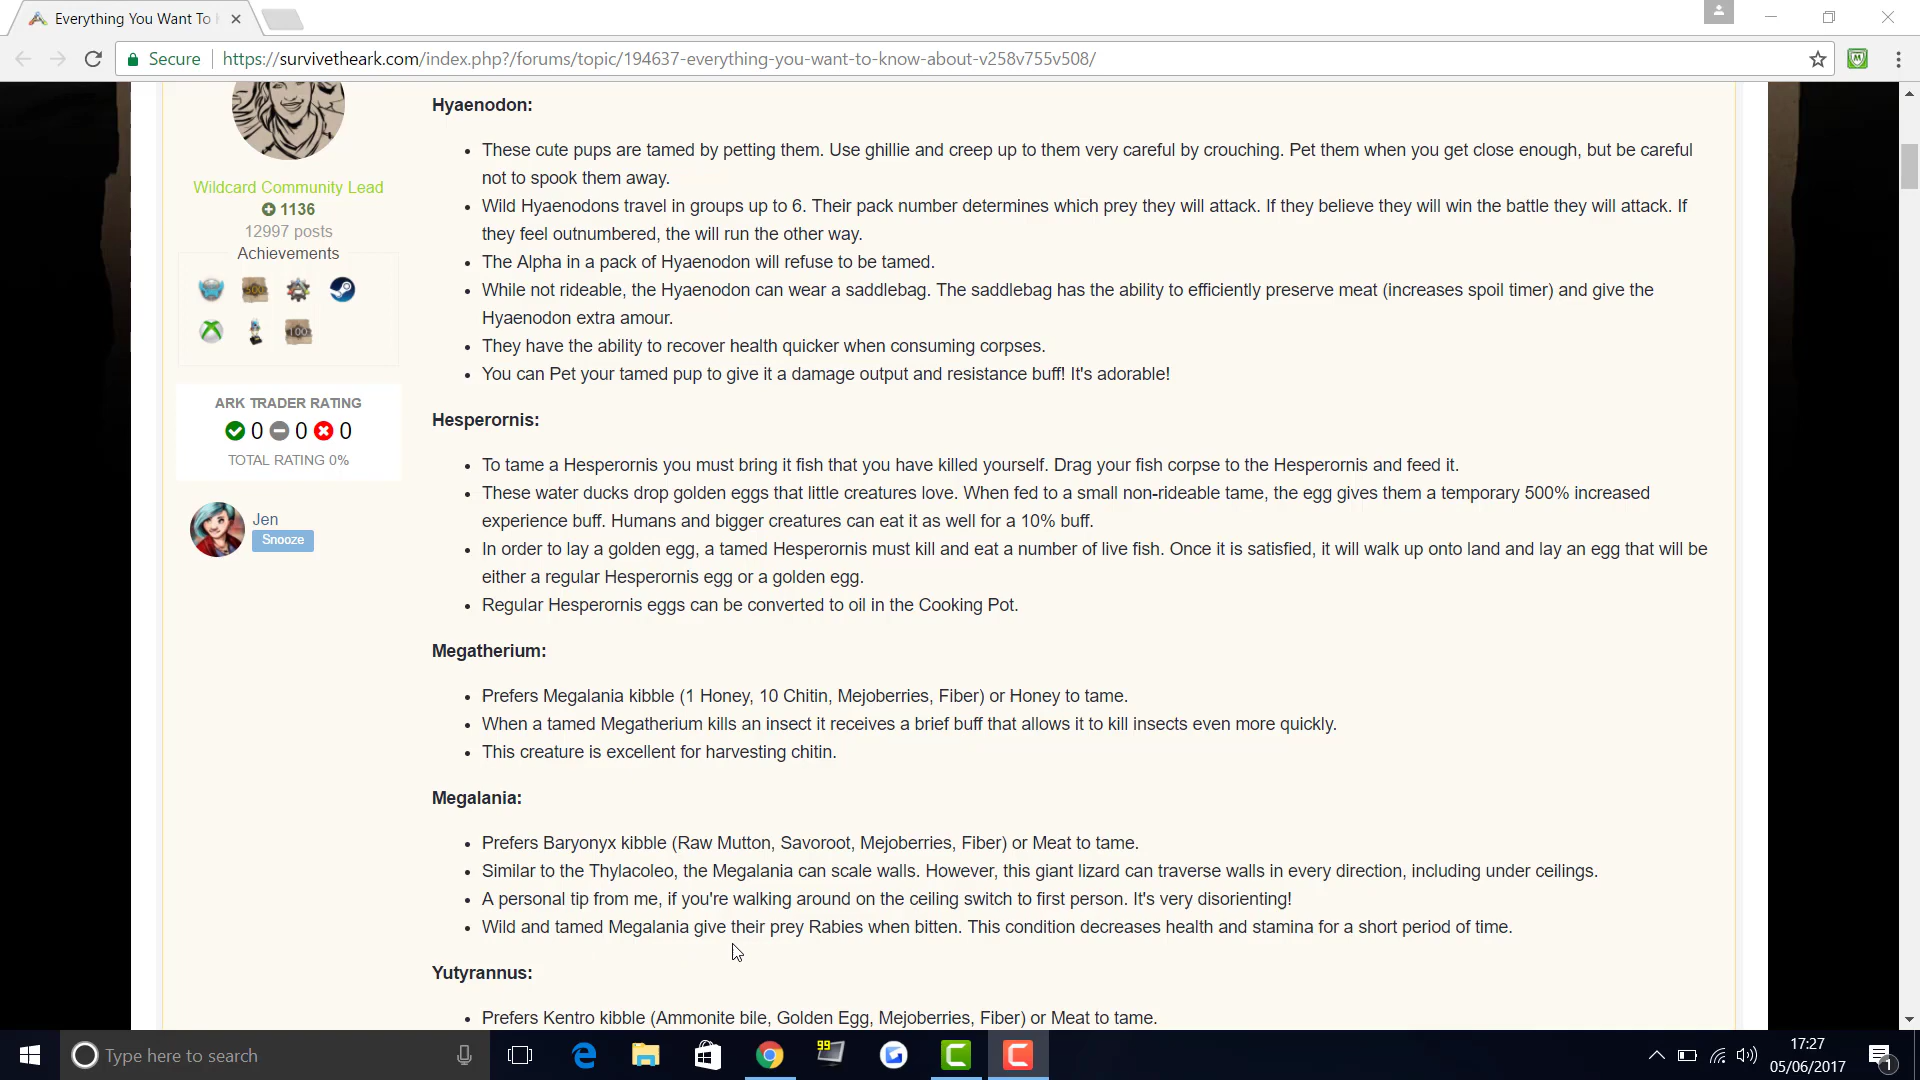 Everything You Want To
Secure
https://survivetheark.com/index.php?/forums/topic/194637-everything-you-want-to-know-about-v258v755v508/
Wildcard Community Lead
1136
12997 posts
Achievements
500
100
ARK TRADER RATING
0 0 0
TOTAL RATING 0%
Jen
Snooze
Hyaenodon:
These cute pups are tamed by petting them. Use ghillie and creep up to them very careful by crouching. Pet them when you get close enough, but be careful
not to spook them away.
Wild Hyaenodons travel in groups up to 6. Their pack number determines which prey they will attack. If they believe they will win the battle they will attack. If
they feel outnumbered, the will run the other way.
The Alpha in a pack of Hyaenodon will refuse to be tamed.
While not rideable, the Hyaenodon can wear a saddlebag. The saddlebag has the ability to efficiently preserve meat (increases spoil timer) and give the
Hyaenodon extra amour.
They have the ability to recover health quicker when consuming corpses.
You can Pet your tamed pup to give it a damage output and resistance buff! It's adorable!
Hesperornis:
To tame a Hesperornis you must bring it fish that you have killed yourself. Drag your fish corpse to the Hesperornis and feed it.
These water ducks drop golden eggs that little creatures love. When fed to a small non-rideable tame, the egg gives them a temporary 500% increased
experience buff. Humans and bigger creatures can eat it as well for a 10% buff.
In order to lay a golden egg, a tamed Hesperornis must kill and eat a number of live fish. Once it is satisfied, it will walk up onto land and lay an egg that will be
either a regular Hesperornis egg or a golden egg.
Regular Hesperornis eggs can be converted to oil in the Cooking Pot.
Megatherium:
Prefers Megalania kibble (1 Honey, 10 Chitin, Mejoberries, Fiber) or Honey to tame.
When a tamed Megatherium kills an insect it receives a brief buff that allows it to kill insects even more quickly.
This creature is excellent for harvesting chitin.
Megalania:
Prefers Baryonyx kibble (Raw Mutton, Savoroot, Mejoberries, Fiber) or Meat to tame.
Similar to the Thylacoleo, the Megalania can scale walls. However, this giant lizard can traverse walls in every direction, including under ceilings.
A personal tip from me, if you're walking around on the ceiling switch to first person. It's very disorienting!
Wild and tamed Megalania give their prey Rabies when bitten. This condition decreases health and stamina for a short period of time.
Yutyrannus:
Prefers Kentro kibble (Ammonite bile, Golden Egg, Mejoberries, Fiber) or Meat to tame.
Type here to search
99
17:27
05/06/2017
1